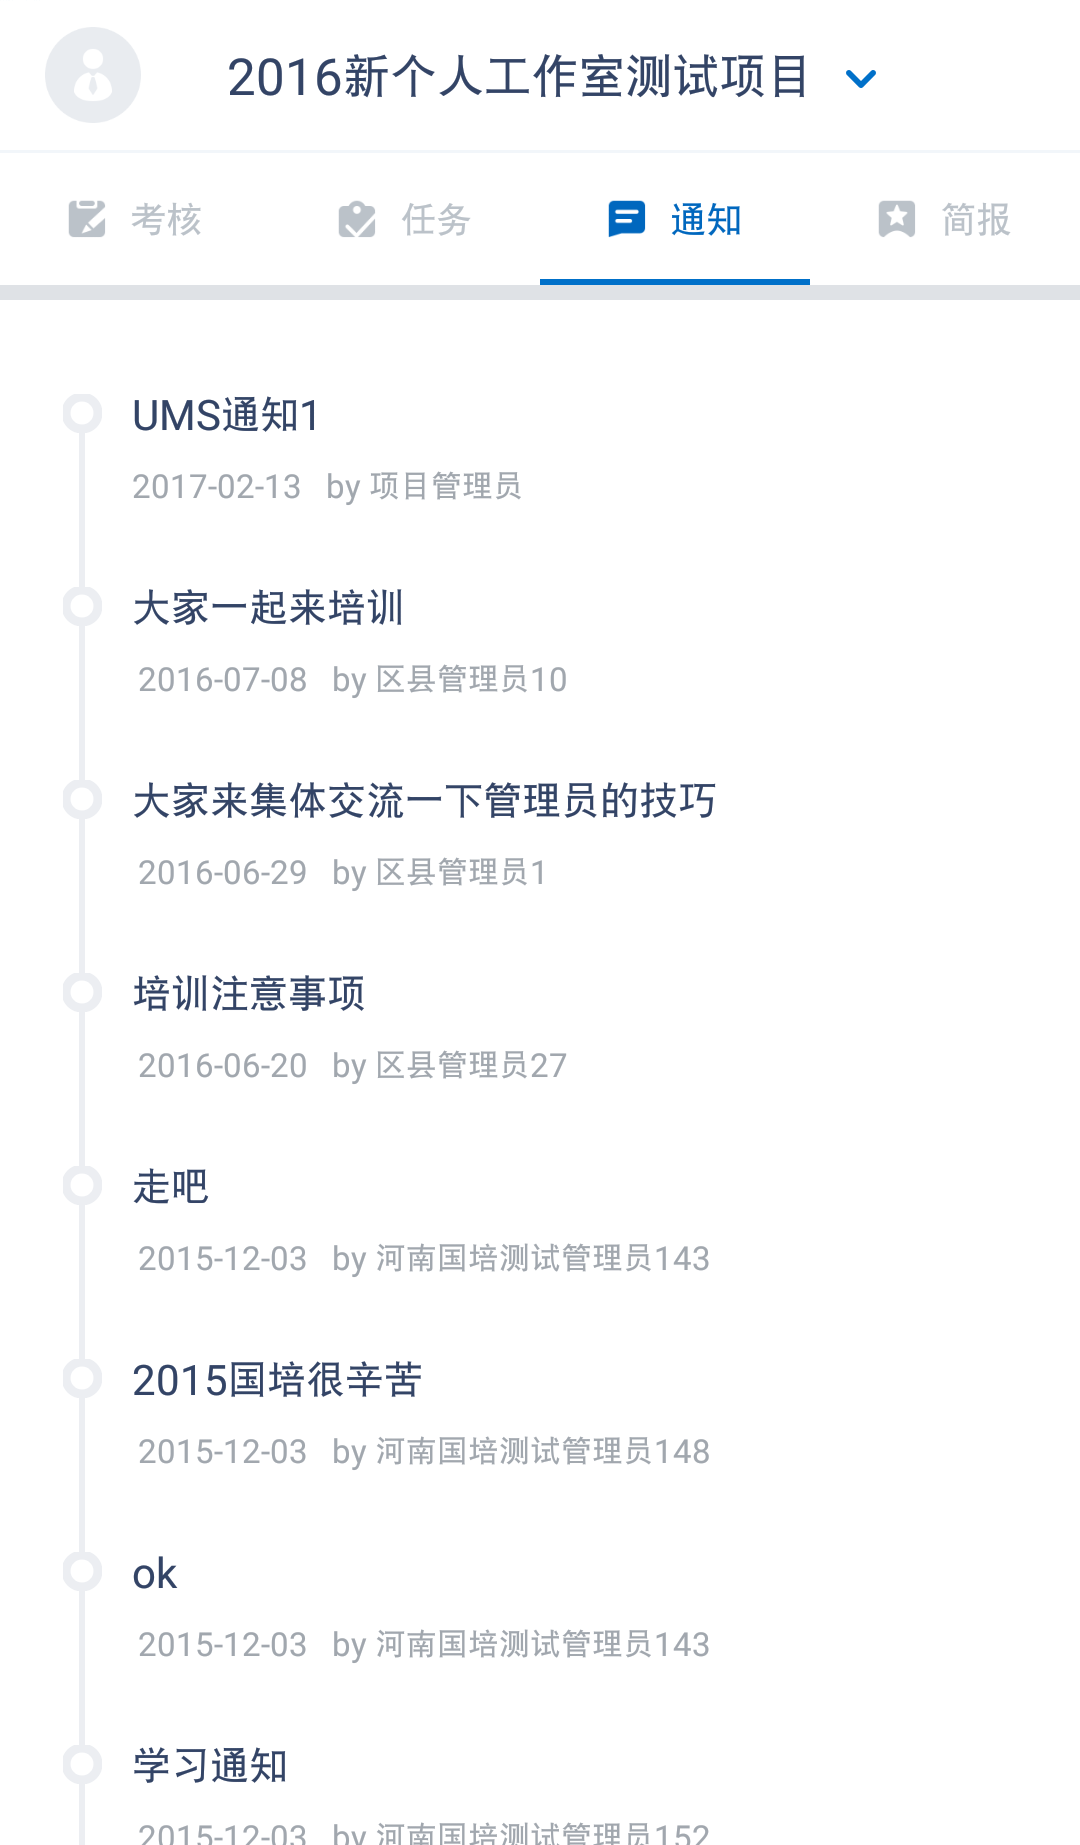 2016新个人工作室测试项目
考核 任务 通知 简报
UMS通知1
2017-02-13 by 项目管理员
大家一起来培训
2016-07-08 by 区县管理员10
大家来集体交流一下管理员的技巧
2016-06-29 by 区县管理员1
培训注意事项
2016-06-20 by 区县管理员27
走吧
2015-12-03 by 河南国培测试管理员143
2015国培很辛苦
2015-12-03 by 河南国培测试管理员148
ok
2015-12-03 by 河南国培测试管理员143
学习通知
2015-12-03 by 河南国培测试管理员152